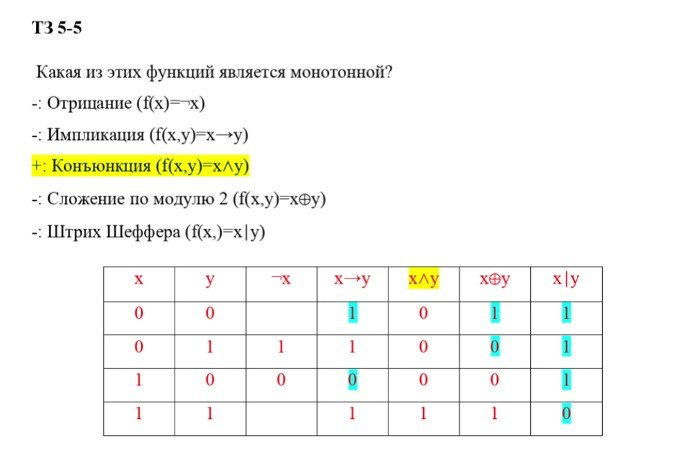 ТЗ 5-5
Какая из этих функций является монотонной?
-: Отрицание (f(x)=¬x)
-: Импликация (f(x,y)=x→y)
+: Конъюнкция (f(x,y)=x∧y)
-: Сложение по модулю 2 (f(x,y)=x⊕y)
-: Штрих Шеффера (f(x,)=x|y)
x y ¬x x→y x∧y x⊕y x|y
0 0 1 0 1 1
0 1 1 1 0 0 1
1 0 0 0 0 0 1
1 1 1 1 1 0